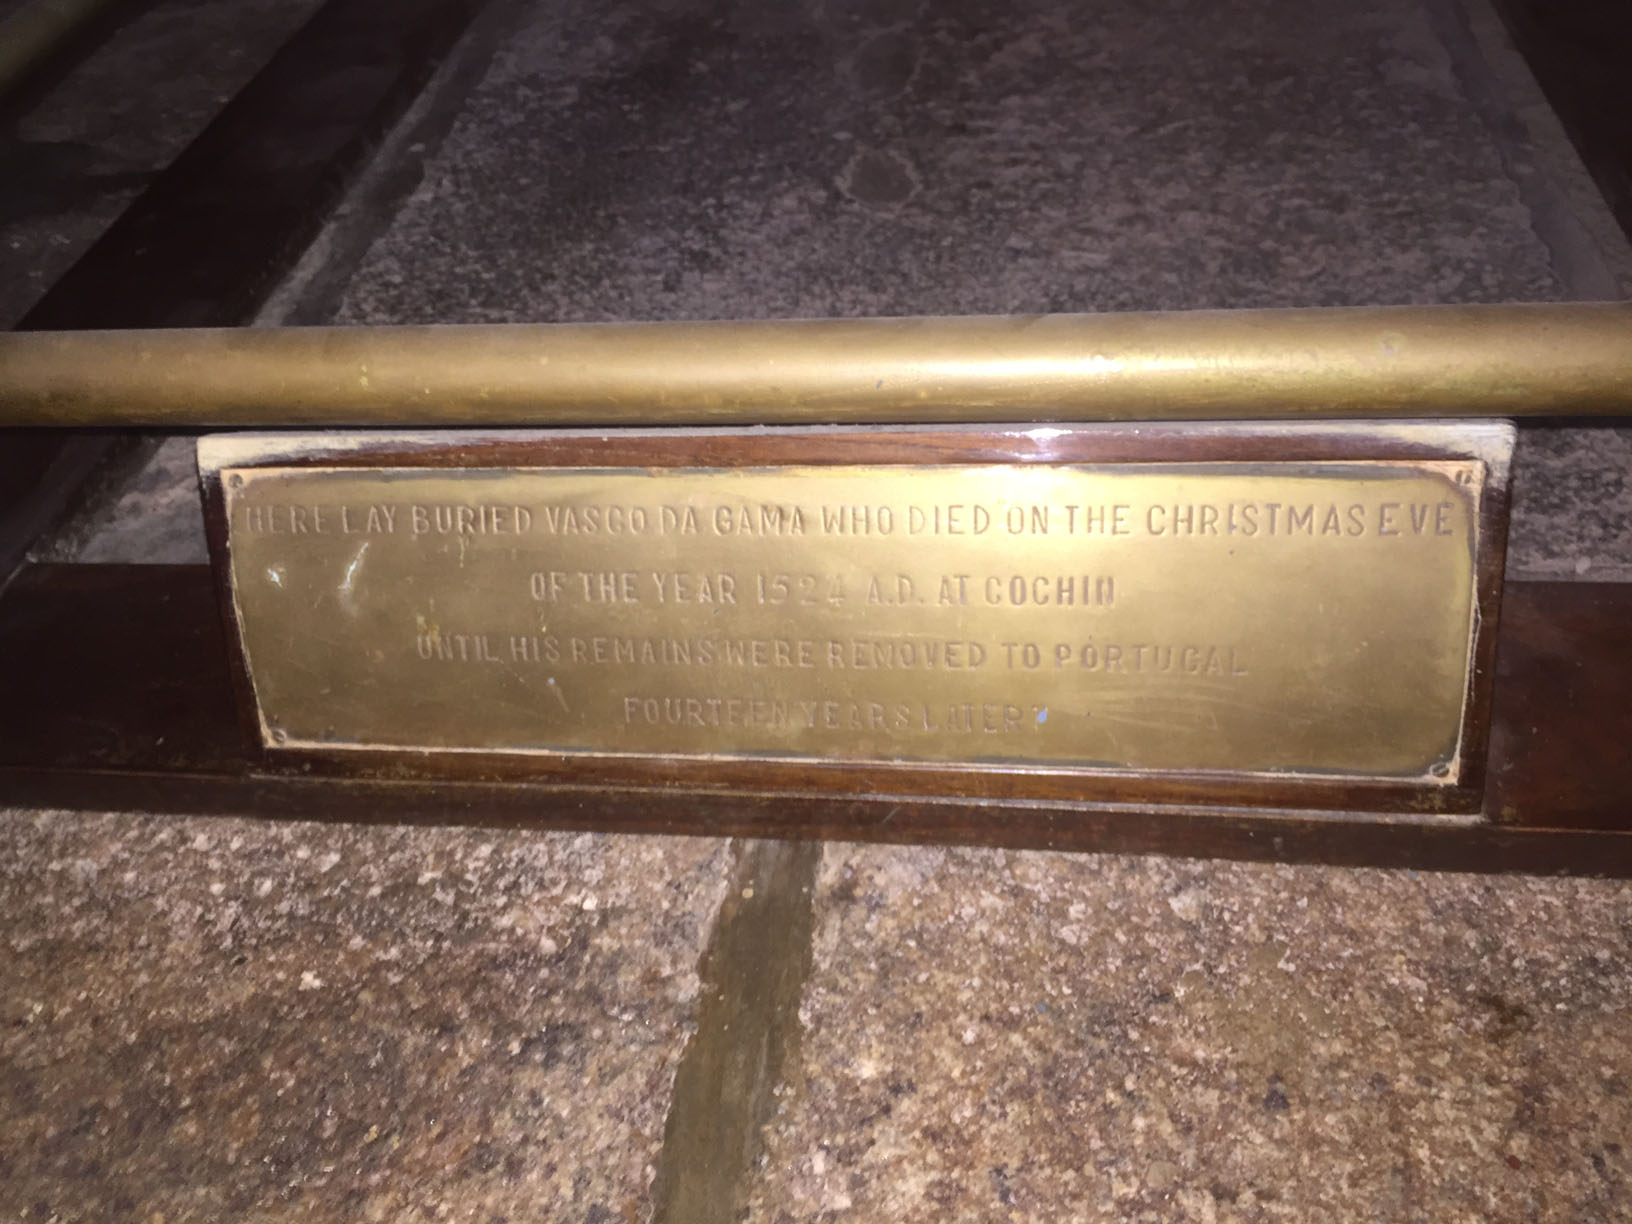 HERE LAY BURIED VASCO DA GAMA WHO DIED ON THE CHRISTMAS EVE
OF THE YEAR 1524 A.D. AT COCHIN
UNTIL HIS REMAINS WERE REMOVED TO PORTUGAL
FOURTEEN YEARS LATER